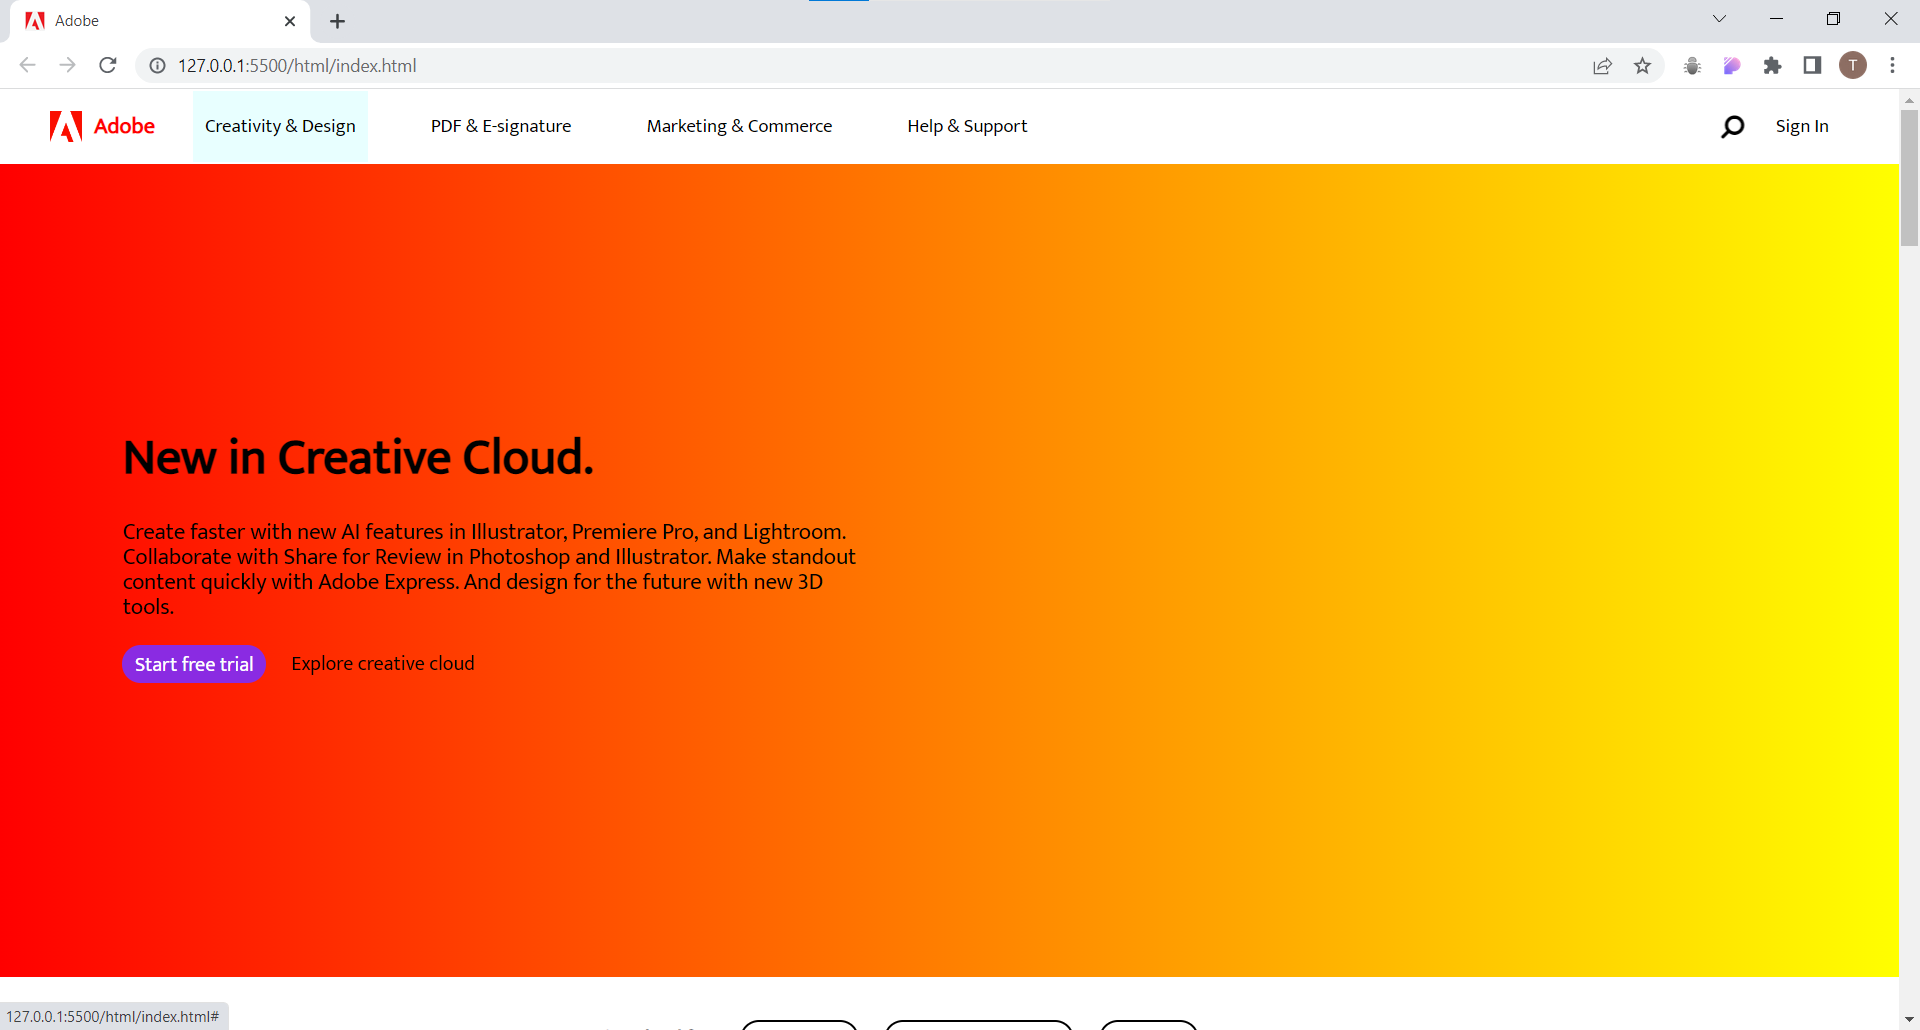 Adobe
127.0.0.1:5500/html/index.html
T
Adobe
Creativity & Design
PDF & E-signature
Marketing & Commerce
Help & Support
Sign In
New in Creative Cloud.
Create faster with new AI features in Illustrator, Premiere Pro, and Lightroom.
Collaborate with Share for Review in Photoshop and Illustrator. Make standout
content quickly with Adobe Express. And design for the future with new 3D
tools.
Start free trial
Explore creative cloud
127.0.0.1:5500/html/index.html#